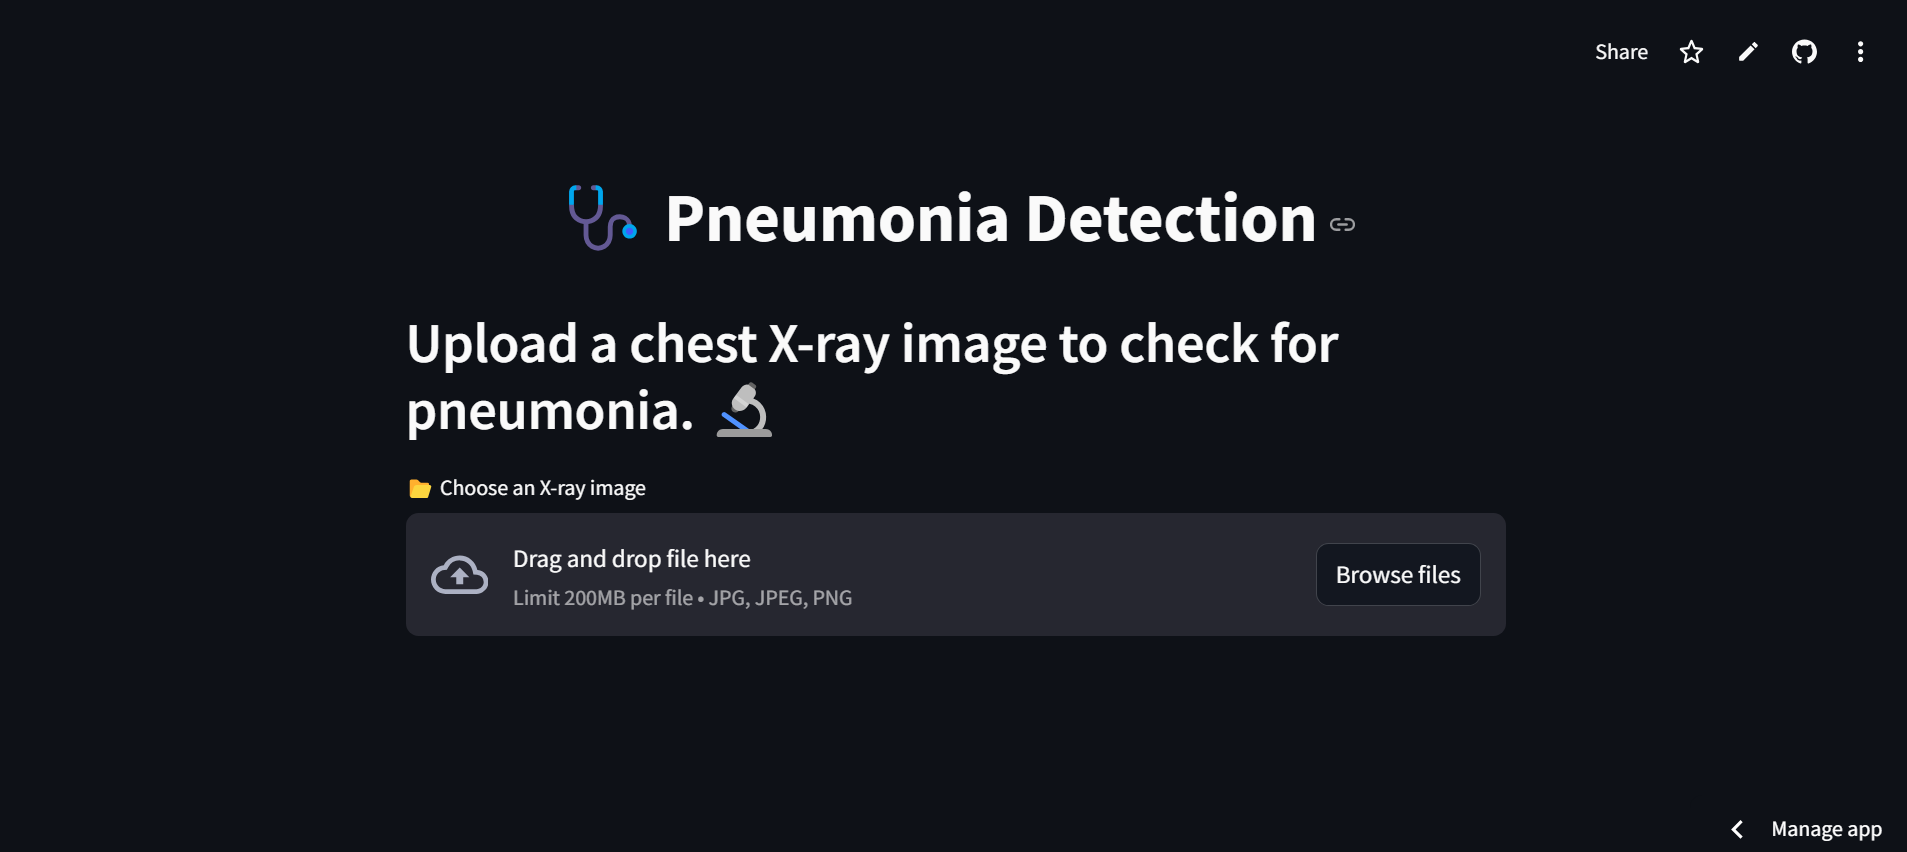 Share
Pneumonia Detection
Upload a chest X-ray image to check for
pneumonia.
Choose an X-ray image
Drag and drop file here
Limit 200MB per file • JPG, JPEG, PNG
Browse files
Manage app